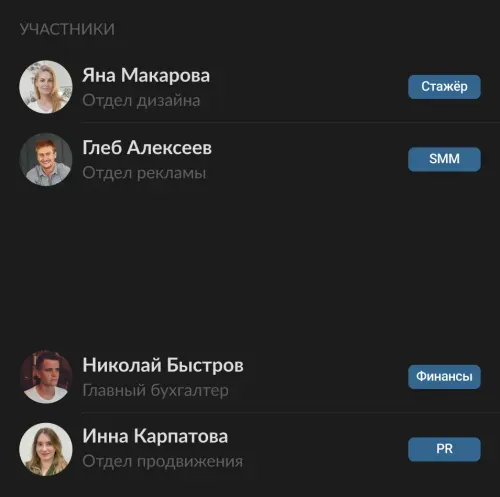 УЧАСТНИКИ
Яна Макарова
Стажёр
Отдел дизайна
Глеб Алексеев
SMM
Отдел рекламы
Николай Быстров
Финансы
Главный бухгалтер
Инна Карпатова
PR
Отдел продвижения